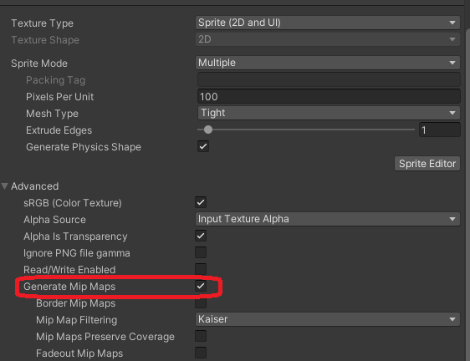 Texture Type Sprite (2D and UI)
Texture Shape 2D
Sprite Mode Multiple
Packing Tag
Pixels Per Unit 100
Mesh Type Tight
Extrude Edges 1
Generate Physics Shape
Sprite Editor
Advanced
sRGB (Color Texture)
Alpha Source Input Texture Alpha
Alpha Is Transparency
Ignore PNG file gamma
Read/Write Enabled
Generate Mip Maps
Border Mip Maps
Mip Map Filtering Kaiser
Mip Maps Preserve Coverage
Fadeout Mip Maps